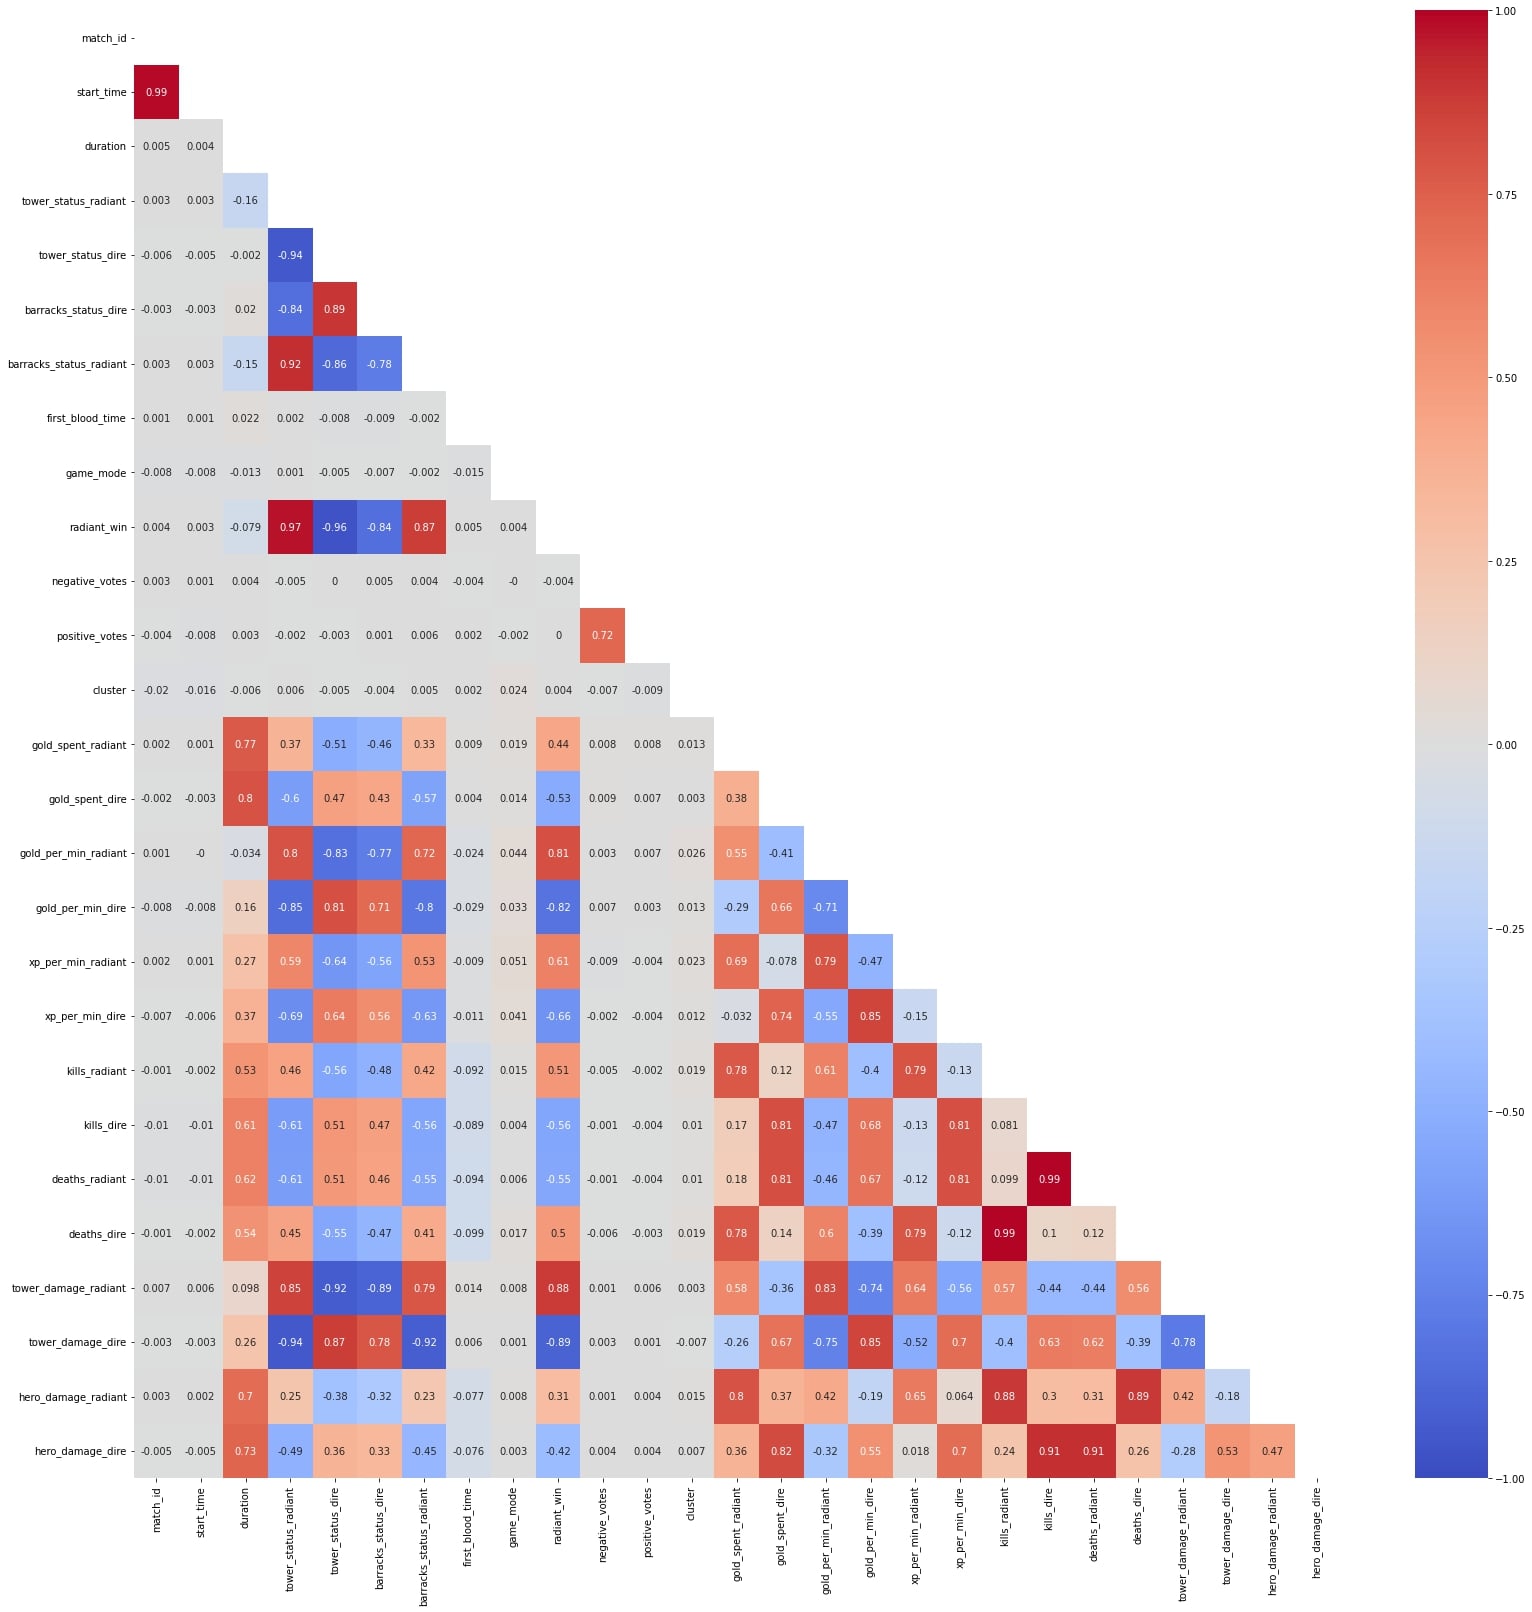 match_id
start_time 0.99
duration 0.005 0.004
tower_status_radiant 0.003 0.003 -0.16
tower_status_dire -0.006 -0.005 -0.002 -0.94
barracks_status_dire -0.003 -0.003 0.02 -0.84 0.89
barracks_status_radiant 0.003 0.003 -0.15 0.92 -0.86 -0.78
first_blood_time 0.001 0.001 0.022 0.002 -0.008 -0.009 -0.002
game_mode -0.008 -0.008 -0.013 0.001 -0.005 -0.007 -0.002 -0.015
radiant_win 0.004 0.003 -0.079 0.97 -0.96 -0.84 0.87 0.005 0.004
negative_votes 0.003 0.001 0.004 -0.005 0 0.005 0.004 -0.004 -0 -0.004
positive_votes -0.004 -0.008 0.003 -0.002 -0.003 0.001 0.006 0.002 -0.002 0 0.72
cluster -0.02 -0.016 -0.006 0.006 -0.005 -0.004 0.005 0.002 0.024 0.004 -0.007 -0.009
gold_spent_radiant 0.002 0.001 0.77 0.37 -0.51 -0.46 0.33 0.009 0.019 0.44 0.008 0.008 0.013
gold_spent_dire -0.002 -0.003 0.8 -0.6 0.47 0.43 -0.57 0.004 0.014 -0.53 0.009 0.007 0.003 0.38
gold_per_min_radiant 0.001 -0 -0.034 0.8 -0.83 -0.77 0.72 -0.024 0.044 0.81 0.003 0.007 0.026 0.55 -0.41
gold_per_min_dire -0.008 -0.008 0.16 -0.85 0.81 0.71 -0.8 -0.029 0.033 -0.82 0.007 0.003 0.013 -0.29 0.66 -0.71
xp_per_min_radiant 0.002 0.001 0.27 0.59 -0.64 -0.56 0.53 -0.009 0.051 0.61 -0.009 -0.004 0.023 0.69 -0.078 0.79 -0.47
xp_per_min_dire -0.007 -0.006 0.37 -0.69 0.64 0.56 -0.63 -0.011 0.041 -0.66 -0.002 -0.004 0.012 -0.032 0.74 -0.55 0.85 -0.15
kills_radiant -0.001 -0.002 0.53 0.46 -0.56 -0.48 0.42 -0.092 0.015 0.51 -0.005 -0.002 0.019 0.78 0.12 0.61 -0.4 0.79 -0.13
kills_dire -0.01 -0.01 0.61 -0.61 0.51 0.47 -0.56 -0.089 0.004 -0.56 -0.001 -0.004 0.01 0.17 0.81 -0.47 0.68 -0.13 0.81 0.081
deaths_radiant -0.01 -0.01 0.62 -0.61 0.51 0.46 -0.55 -0.094 0.006 -0.55 -0.001 -0.004 0.01 0.18 0.81 -0.46 0.67 -0.12 0.81 0.099 0.99
deaths_dire -0.001 -0.002 0.54 0.45 -0.55 -0.47 0.41 -0.099 0.017 0.5 -0.006 -0.003 0.019 0.78 0.14 0.6 -0.39 0.79 -0.12 0.99 0.1 0.12
tower_damage_radiant 0.007 0.006 0.098 0.85 -0.92 -0.89 0.79 0.014 0.008 0.88 0.001 0.006 0.003 0.58 -0.36 0.83 -0.74 0.64 -0.56 0.57 -0.44 -0.44 0.56
tower_damage_dire -0.003 -0.003 0.26 -0.94 0.87 0.78 -0.92 0.006 0.001 -0.89 0.003 0.001 -0.007 -0.26 0.67 -0.75 0.85 -0.52 0.7 -0.4 0.63 0.62 -0.39 -0.78
hero_damage_radiant 0.003 0.002 0.7 0.25 -0.38 -0.32 0.23 -0.077 0.008 0.31 0.001 0.004 0.015 0.8 0.37 0.42 -0.19 0.65 0.064 0.88 0.3 0.31 0.89 0.42 -0.18
hero_damage_dire -0.005 -0.005 0.73 -0.49 0.36 0.33 -0.45 -0.076 0.003 -0.42 0.004 0.004 0.007 0.36 0.82 -0.32 0.55 0.018 0.7 0.24 0.91 0.91 0.26 -0.28 0.53 0.47
match_id
start_time
duration
tower_status_radiant
tower_status_dire
barracks_status_dire
barracks_status_radiant
first_blood_time
game_mode
radiant_win
negative_votes
positive_votes
cluster
gold_spent_radiant
gold_spent_dire
gold_per_min_radiant
gold_per_min_dire
xp_per_min_radiant
xp_per_min_dire
kills_radiant
kills_dire
deaths_radiant
deaths_dire
tower_damage_radiant
tower_damage_dire
hero_damage_radiant
hero_damage_dire
1.00
0.75
0.50
0.25
0.00
−0.25
−0.50
−0.75
−1.00